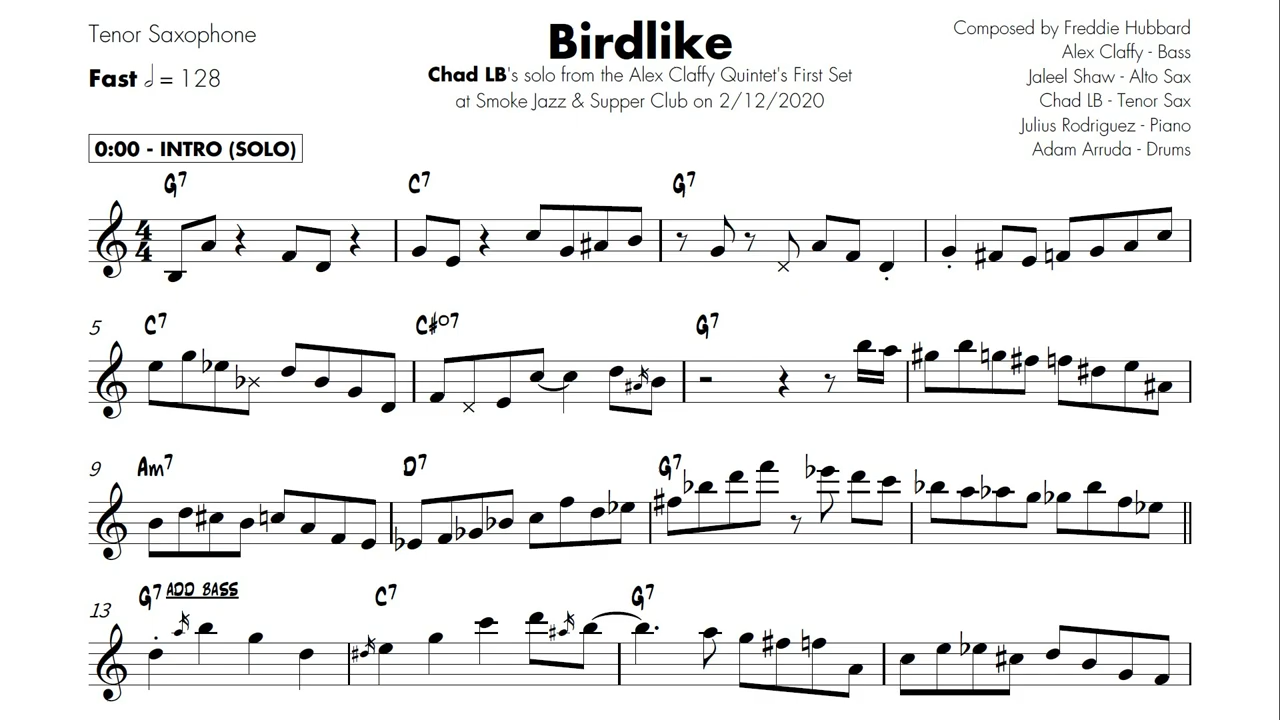 Tenor Saxophone
Birdlike
Composed by Freddie Hubbard
Alex Claffy - Bass
Fast 𝅗𝅥 = 128
Chad LB's solo from the Alex Claffy Quintet's First Set
Jaleel Shaw - Alto Sax
at Smoke Jazz & Supper Club on 2/12/2020
Chad LB - Tenor Sax
Julius Rodriguez - Piano
Adam Arruda - Drums
0:00 - INTRO (SOLO)
G7 C7 G7
4
4
5 C7 C#o7 G7
9 Am7 D7 G7
13 G7 ADD BASS C7 G7